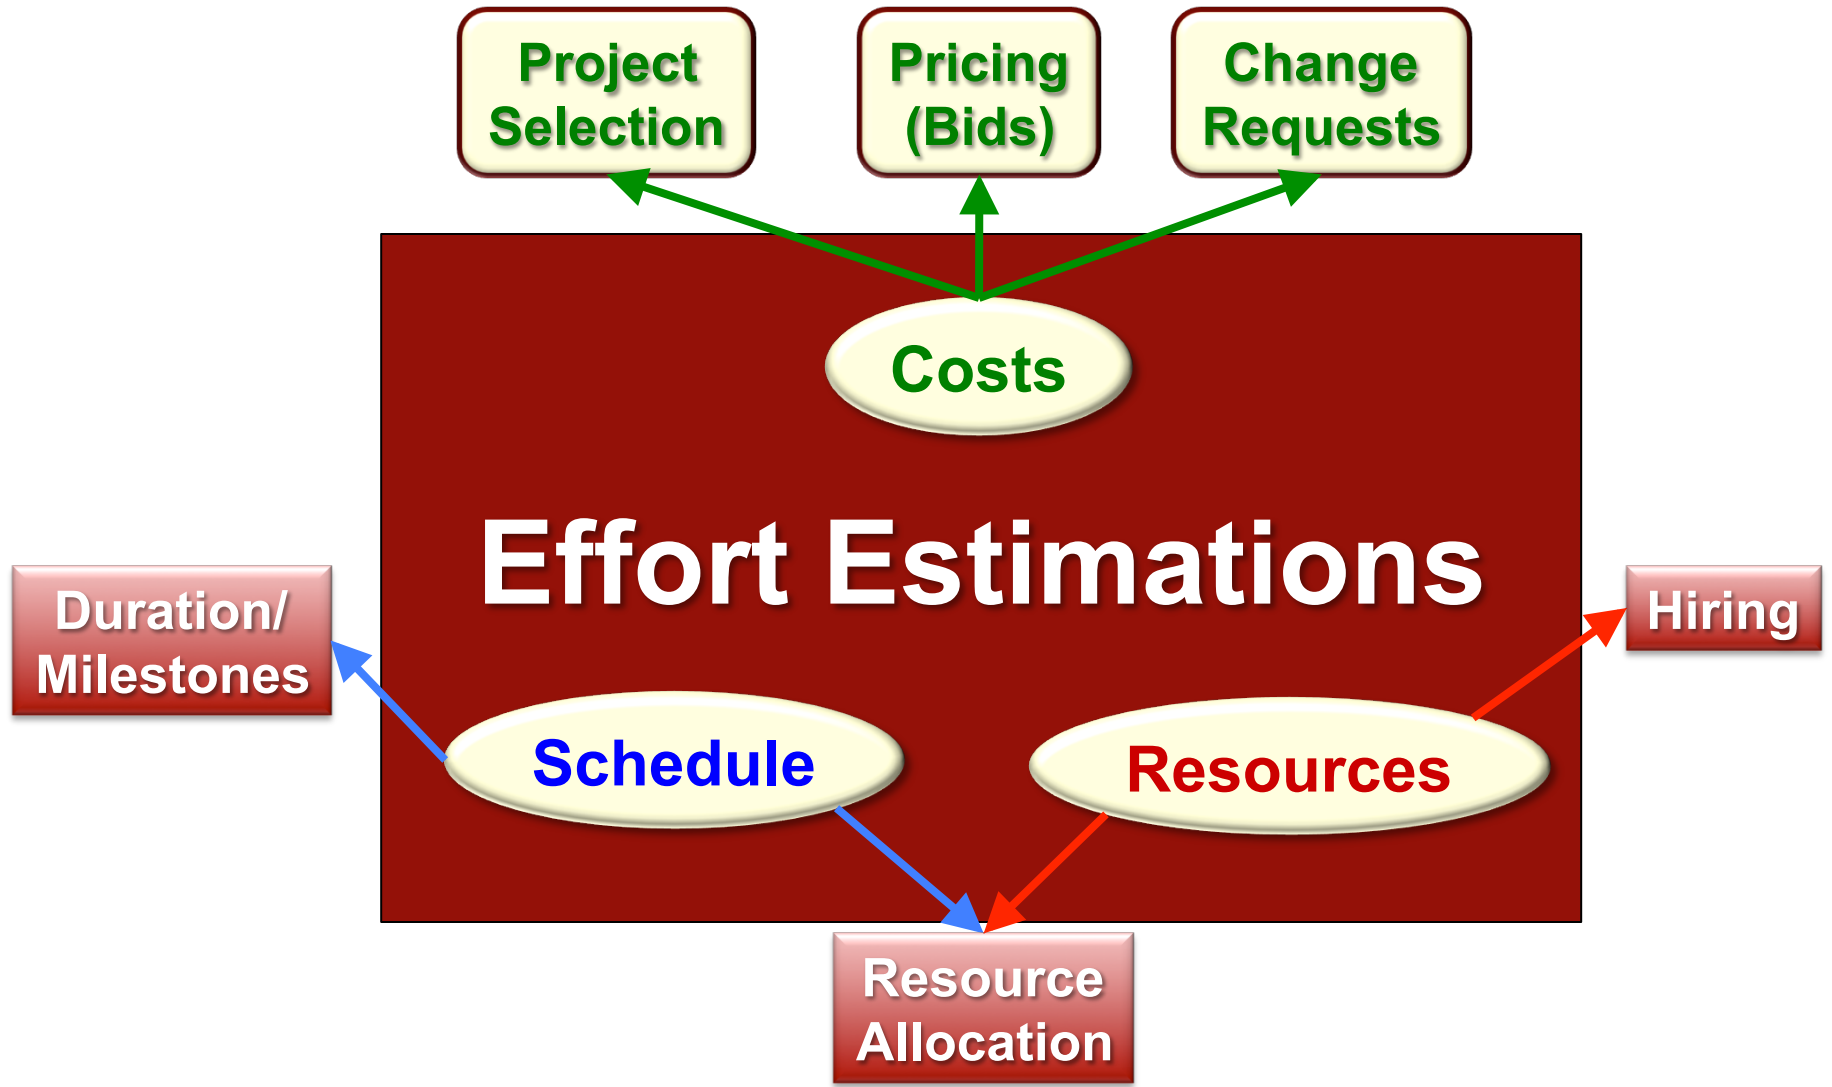 Project
Selection
Pricing
(Bids)
Change
Requests
Costs
Effort Estimations
Duration/
Milestones
Hiring
Schedule
Resources
Resource
Allocation